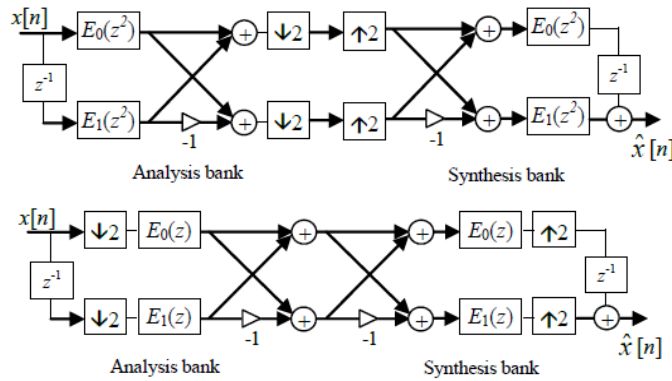 x[n]
E₀(z²) + ↓2 ↑2 + E₀(z²)
z⁻¹ z⁻¹
E₁(z²) + ↓2 ↑2 + E₁(z²) +
-1 -1
Analysis bank Synthesis bank x̂[n]
x[n]
↓2 E₀(z) + + E₀(z) ↑2
z⁻¹ z⁻¹
↓2 E₁(z) + + E₁(z) ↑2 +
-1 -1
Analysis bank Synthesis bank x̂[n]